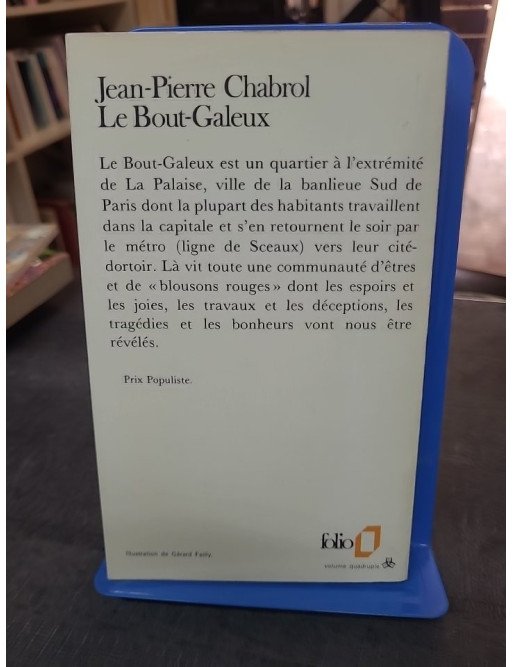 Jean-Pierre Chabrol
Le Bout-Galeux
Le Bout-Galeux est un quartier à l'extrémité
de La Palaise, ville de la banlieue Sud de
Paris dont la plupart des habitants travaillent
dans la capitale et s'en retournent le soir par
le métro (ligne de Sceaux) vers leur cité-
dortoir. Là vit toute une communauté d'êtres
et de « blousons rouges » dont les espoirs et
les joies, les travaux et les déceptions, les
tragédies et les bonheurs vont nous être
révélés.
Prix Populiste.
Illustration de Gérard Failly.
folio
volume quadruple